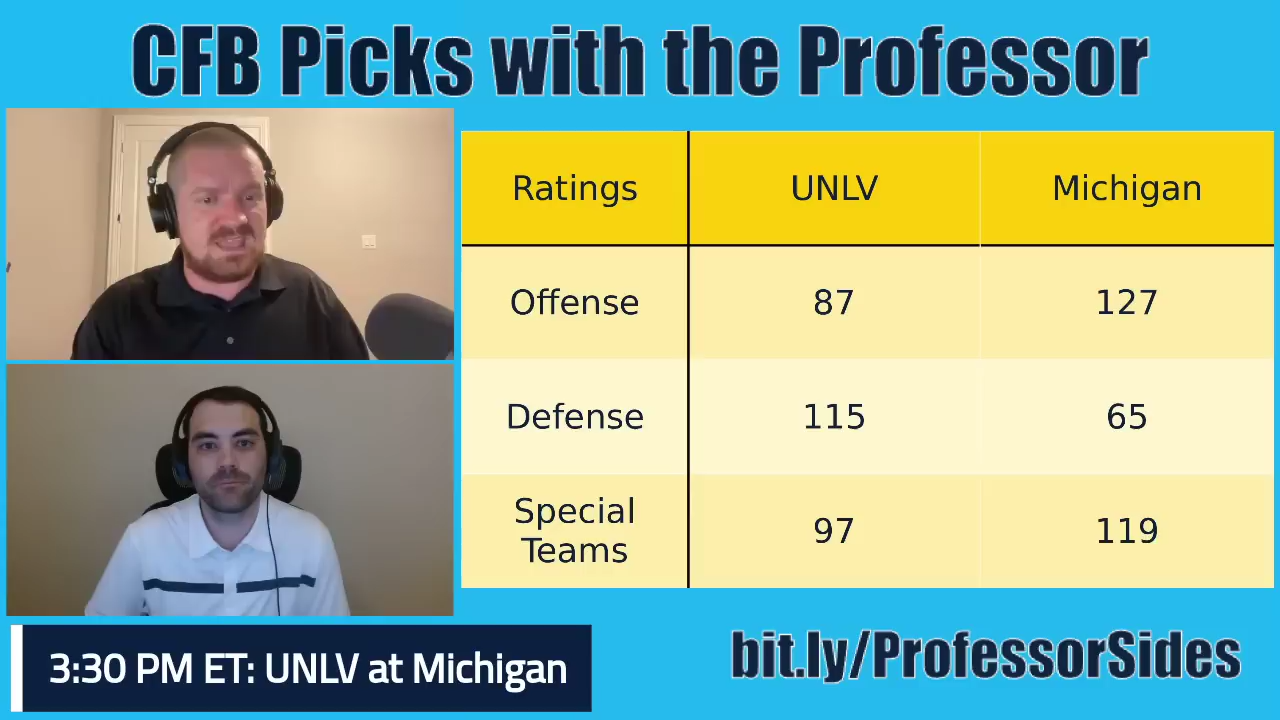 CFB Picks with the Professor
Ratings UNLV Michigan
Offense 87 127
Defense 115 65
Special
Teams 97 119
3:30 PM ET: UNLV at Michigan
bit.ly/ProfessorSides